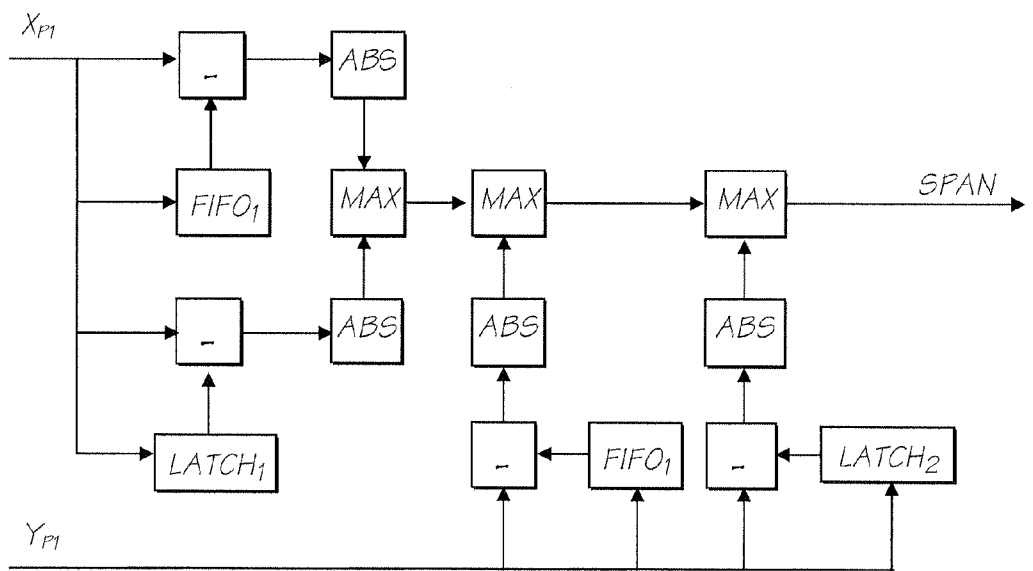 X_P1
-
ABS
FIFO_1
MAX
MAX
MAX
SPAN
-
ABS
ABS
ABS
LATCH_1
-
FIFO_1
-
LATCH_2
Y_P1